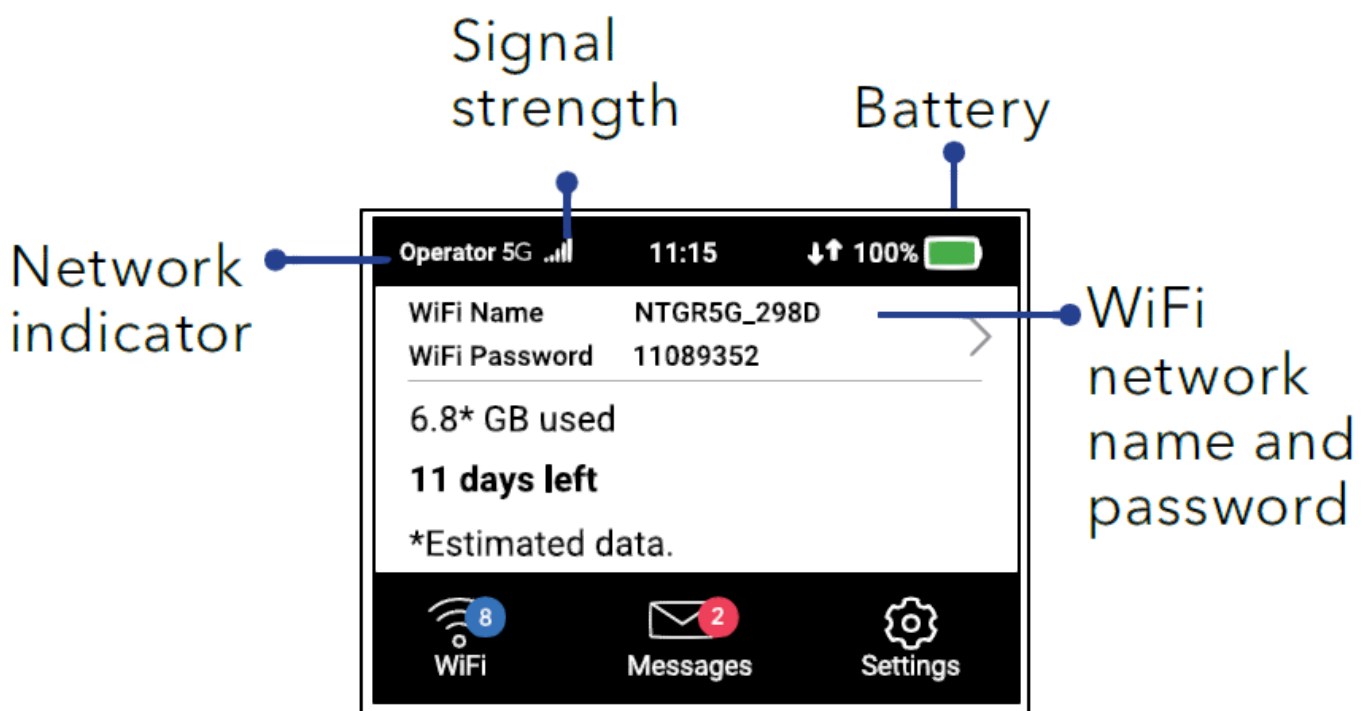 Signal
strength
Battery
Network
indicator
Operator 5G 11:15 100%
WiFi Name NTGR5G_298D
WiFi Password 11089352
WiFi
network
name and
password
6.8* GB used
11 days left
*Estimated data.
8 2
WiFi Messages Settings